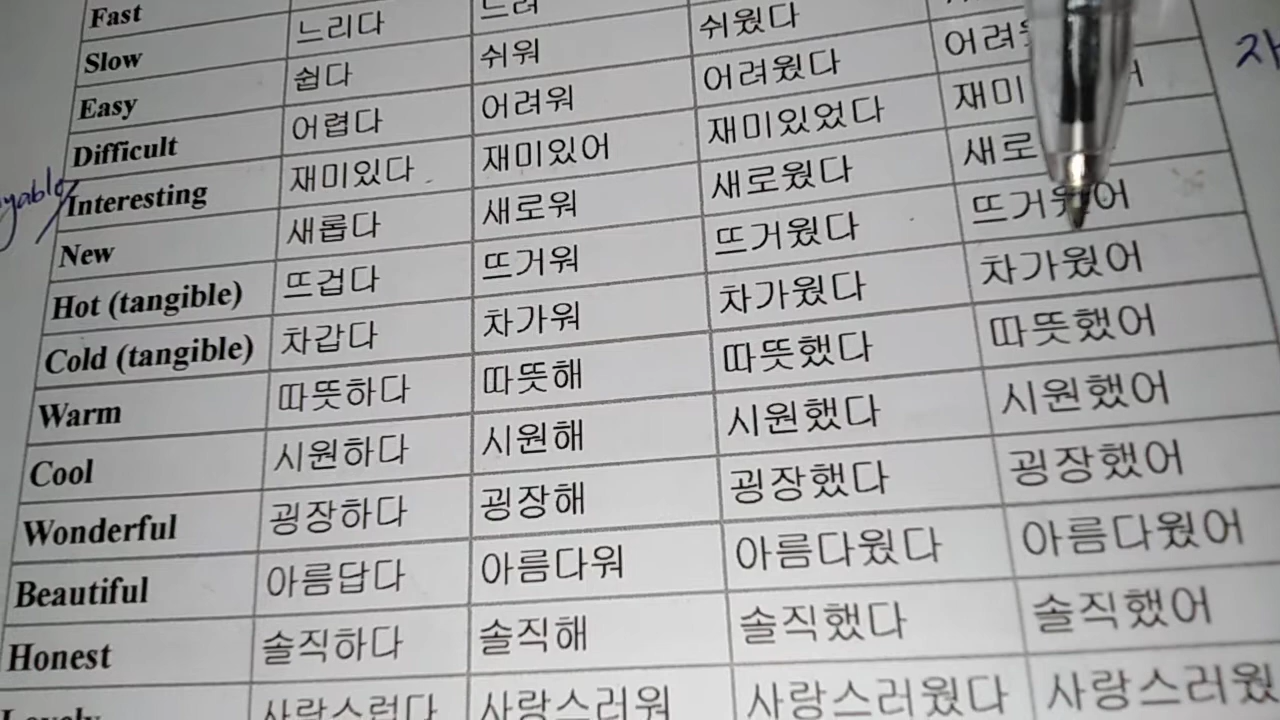 Fast
Slow 느리다 느려
Easy 쉽다 쉬워 쉬웠다
Difficult 어렵다 어려워 어려웠다
Interesting 재미있다 재미있어 재미있었다 재미
New 새롭다 새로워 새로웠다 새로
Hot (tangible) 뜨겁다 뜨거워 뜨거웠다 뜨거웠어
Cold (tangible) 차갑다 차가워 차가웠다 차가웠어
Warm 따뜻하다 따뜻해 따뜻했다 따뜻했어
Cool 시원하다 시원해 시원했다 시원했어
Wonderful 굉장하다 굉장해 굉장했다 굉장했어
Beautiful 아름답다 아름다워 아름다웠다 아름다웠어
Honest 솔직하다 솔직해 솔직했다 솔직했어
Lovely 사랑스럽다 사랑스러워 사랑스러웠다 사랑스러웠